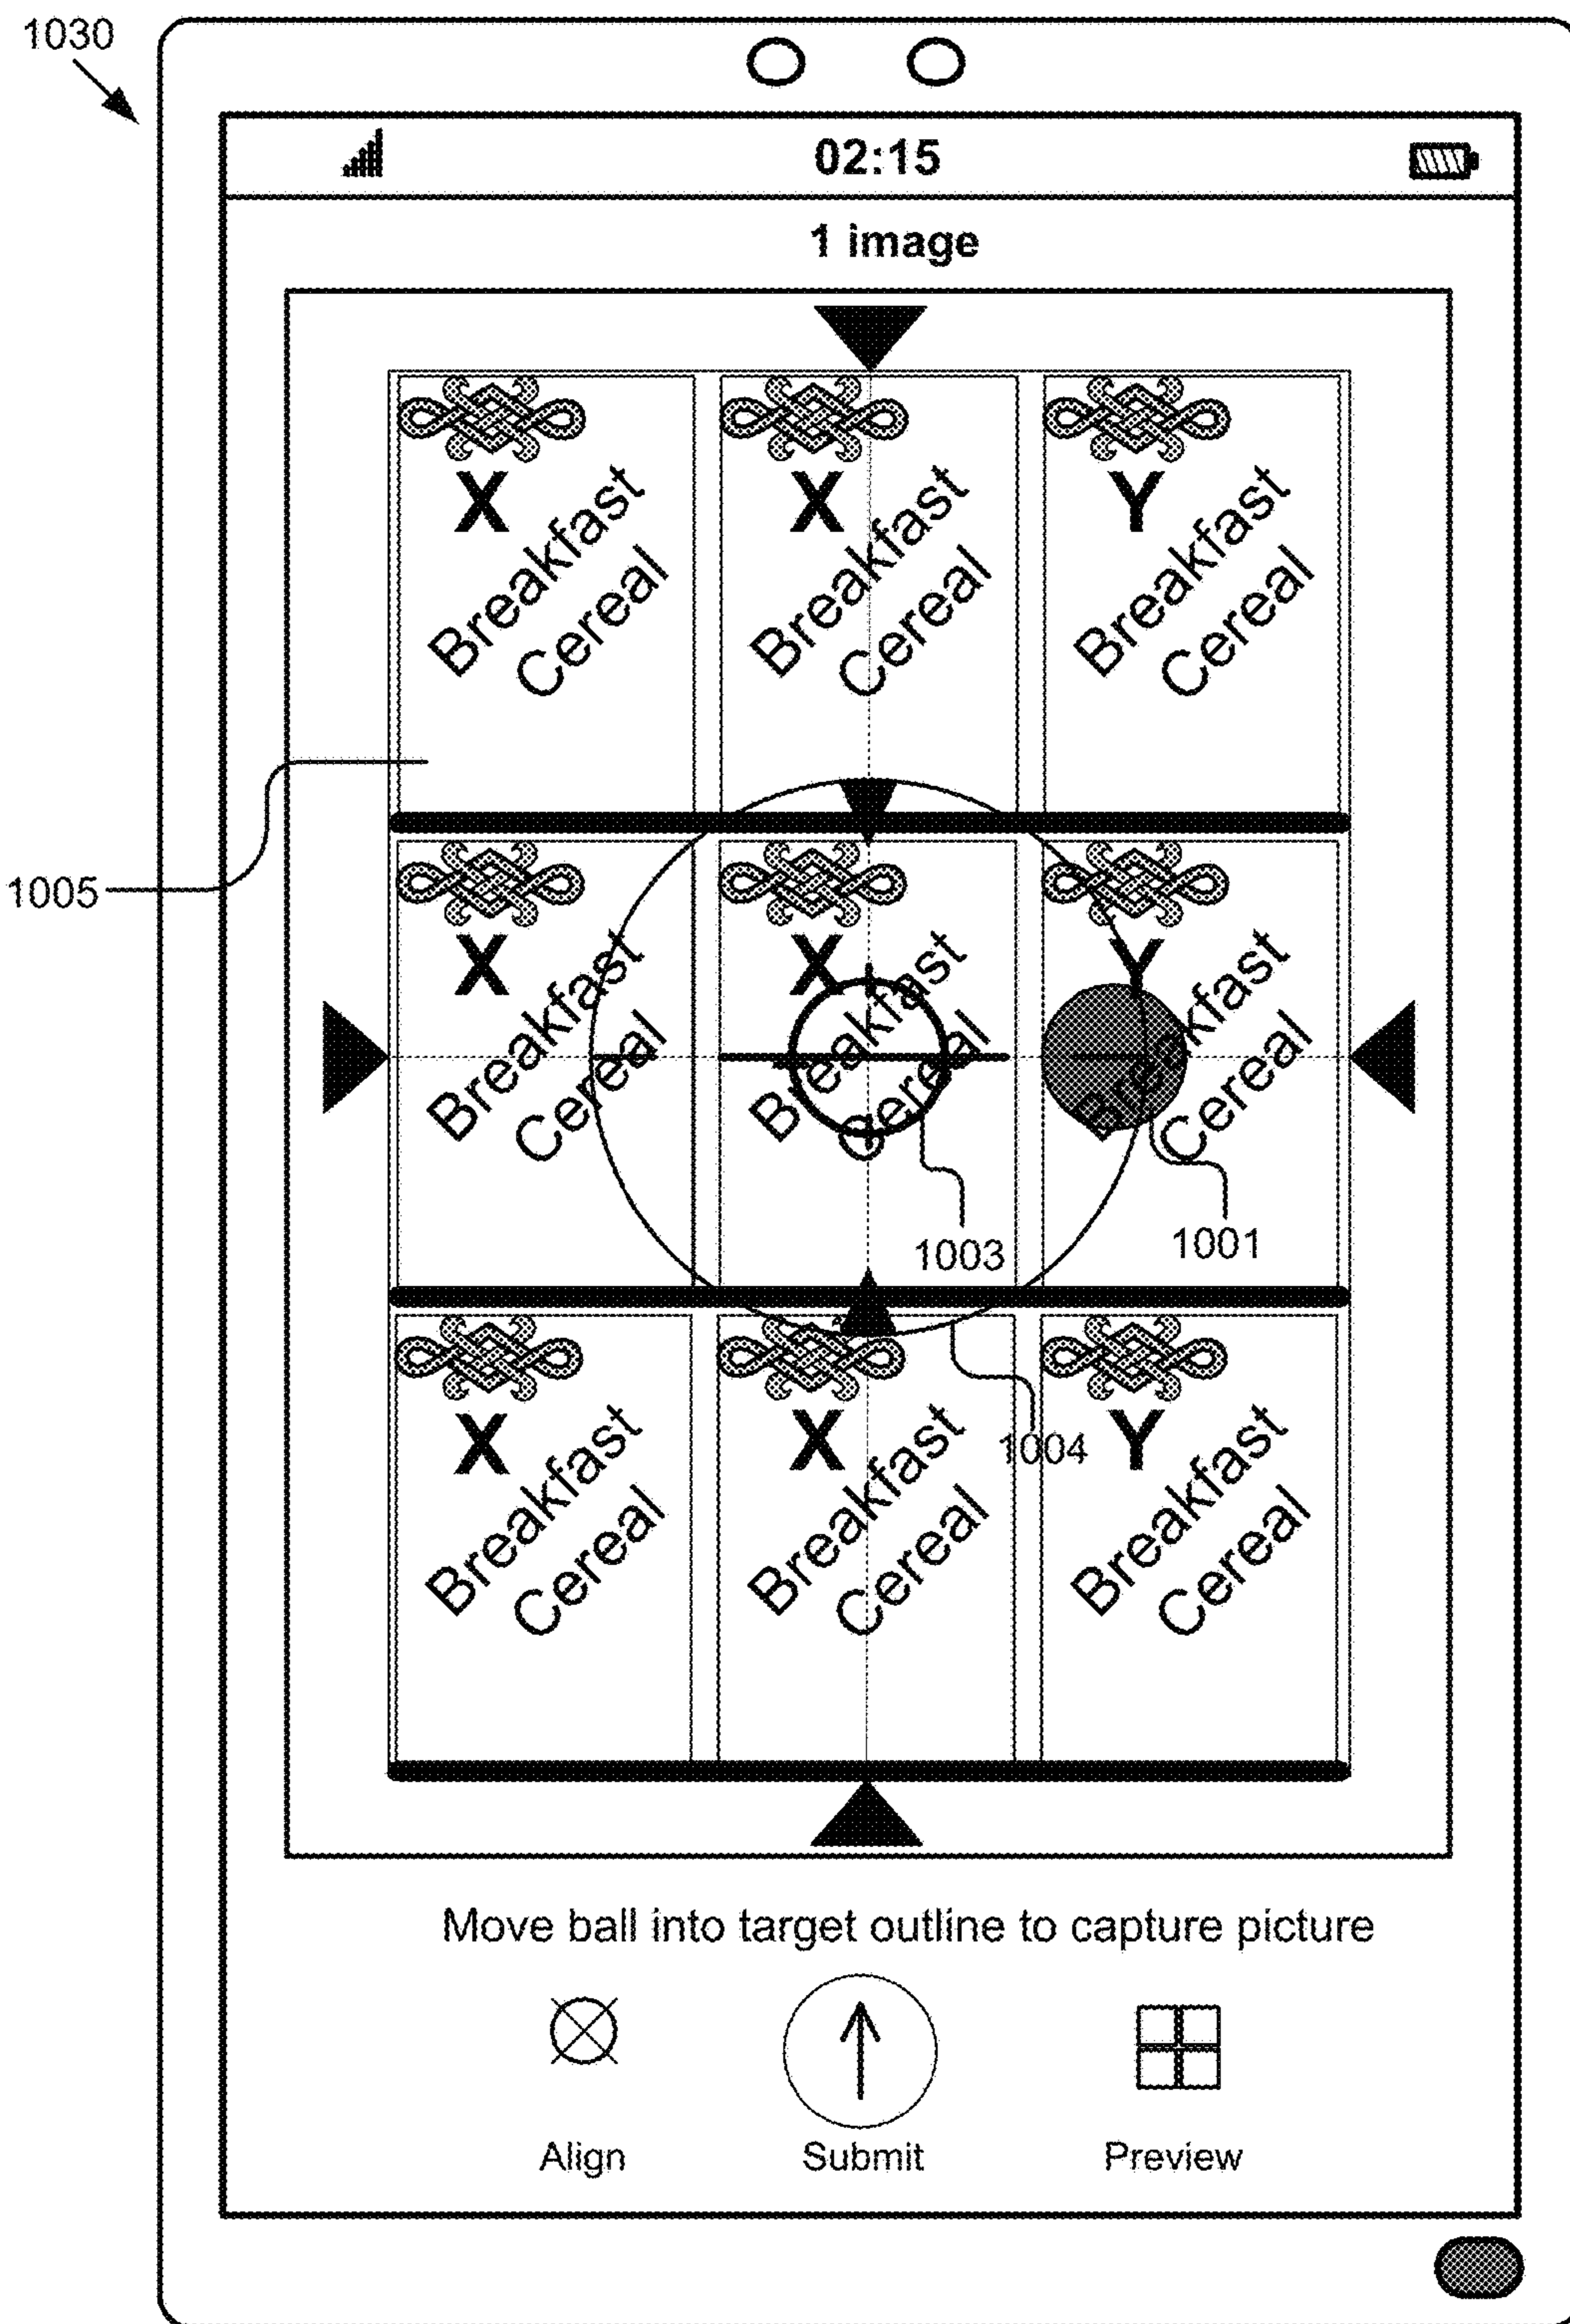 1030
02:15
1 image
X
Breakfast
Cereal
X
Breakfast
Cereal
Y
Breakfast
Cereal
1005
X
Breakfast
Cereal
X
Breakfast
Cereal
Y
Breakfast
Cereal
1003
1001
X
Breakfast
Cereal
X
Breakfast
Cereal
1004
Y
Breakfast
Cereal
Move ball into target outline to capture picture
Align
Submit
Preview